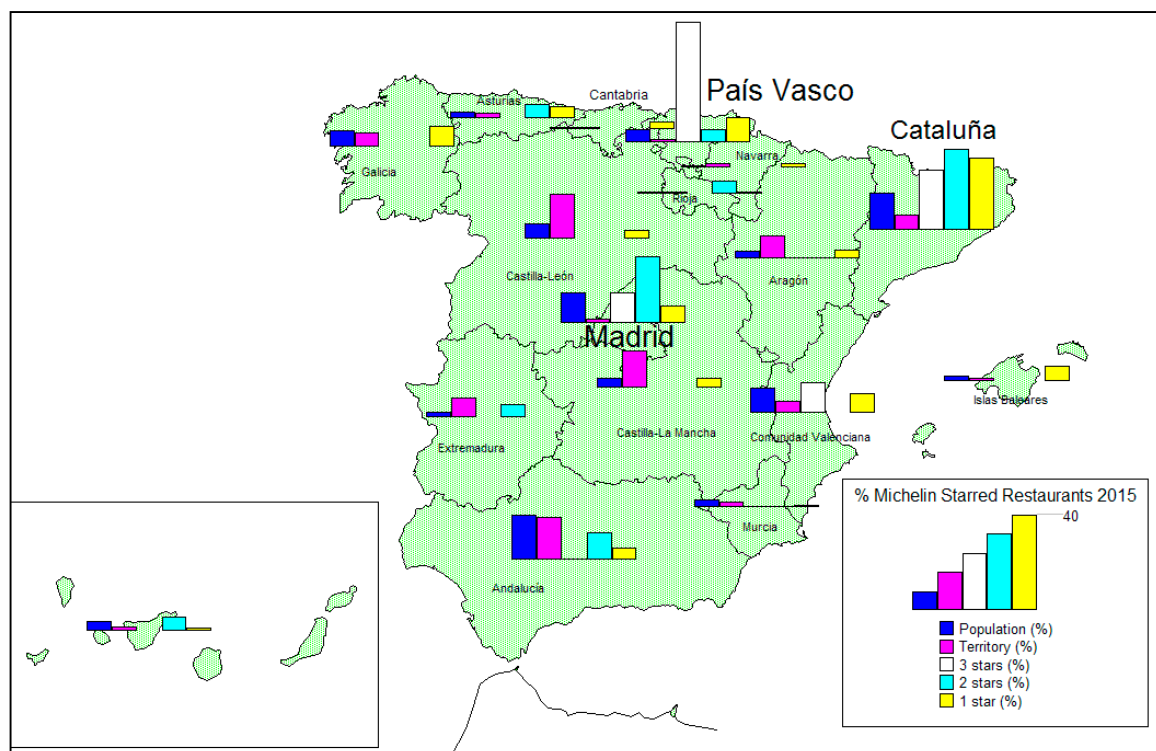 País Vasco
Cantabria
Asturias
Cataluña
Navarra
Galicia
Rioja
Castilla-León
Aragón
Madrid
Islas Baleares
Castilla-La Mancha
Comunidad Valenciana
Extremadura
Murcia
Andalucía
% Michelin Starred Restaurants 2015
40
Population (%)
Territory (%)
3 stars (%)
2 stars (%)
1 star (%)